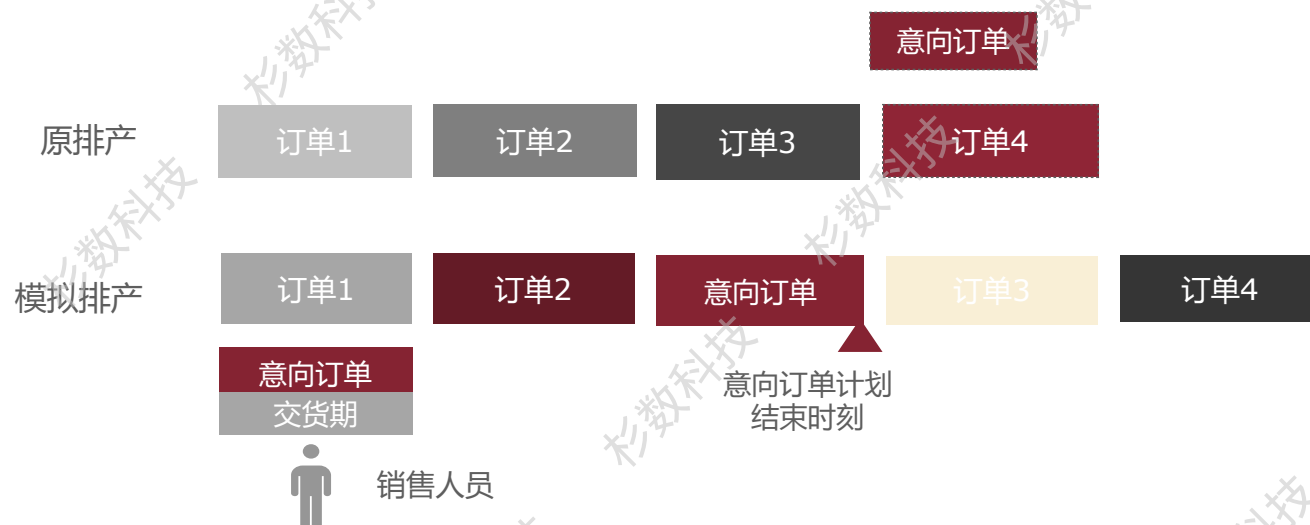 意向订单
原排产
订单1
订单2
订单3
订单4
模拟排产
订单1
订单2
意向订单
订单3
订单4
意向订单
交货期
意向订单计划
结束时刻
销售人员
杉数科技
杉数科技
杉数科技
杉数科技